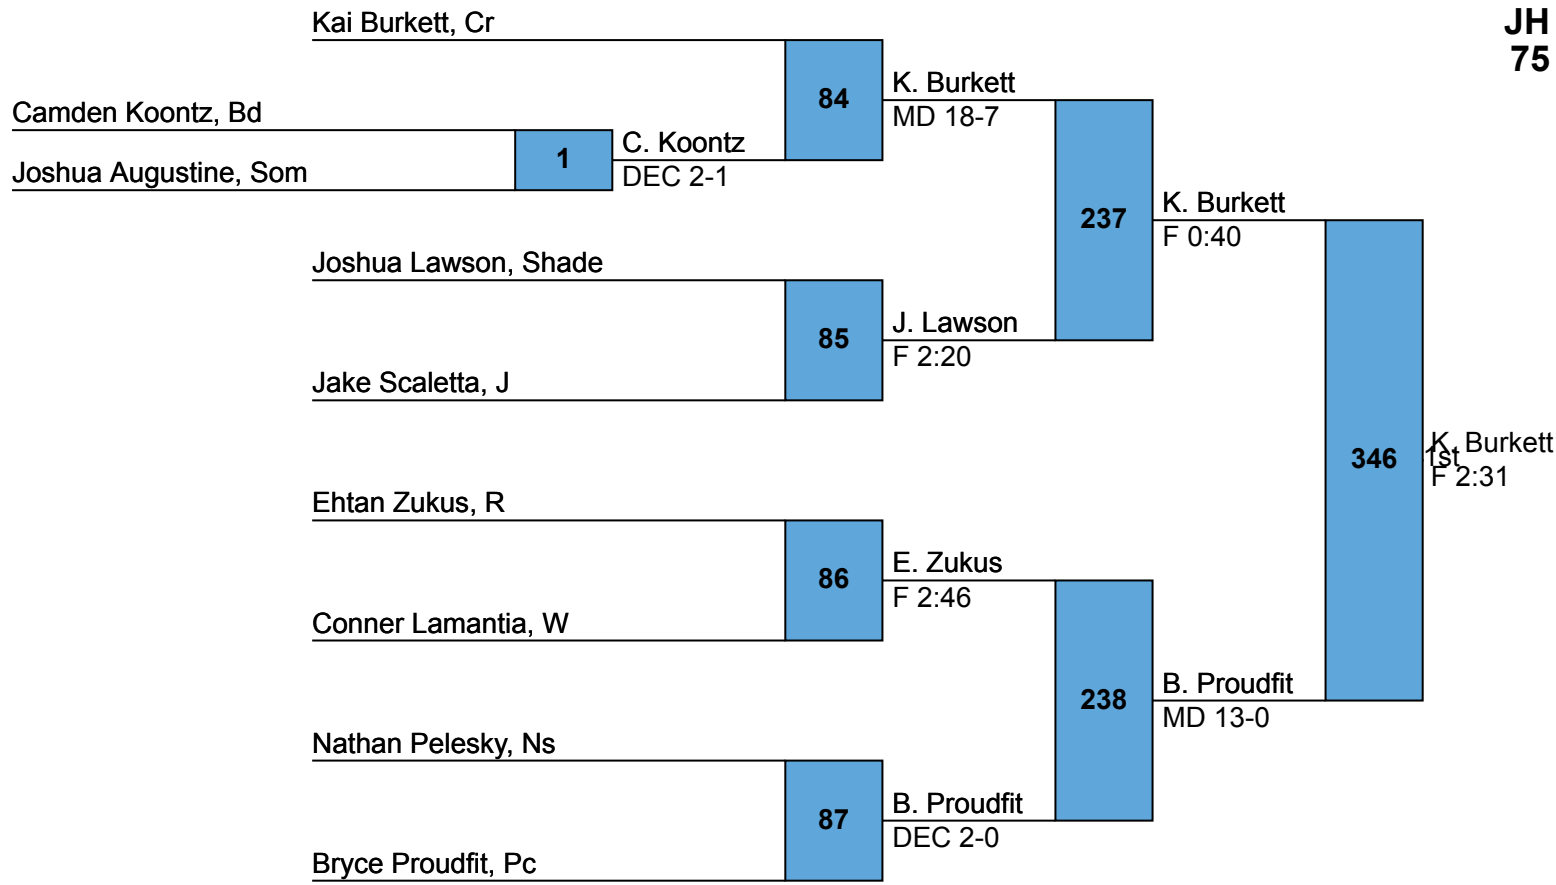 JH
75
Kai Burkett, Cr
84
K. Burkett
MD 18-7
Camden Koontz, Bd
1
C. Koontz
DEC 2-1
Joshua Augustine, Som
237
K. Burkett
F 0:40
Joshua Lawson, Shade
85
J. Lawson
F 2:20
Jake Scaletta, J
346
K. Burkett
1st
F 2:31
Ehtan Zukus, R
86
E. Zukus
F 2:46
Conner Lamantia, W
238
B. Proudfit
MD 13-0
Nathan Pelesky, Ns
87
B. Proudfit
DEC 2-0
Bryce Proudfit, Pc